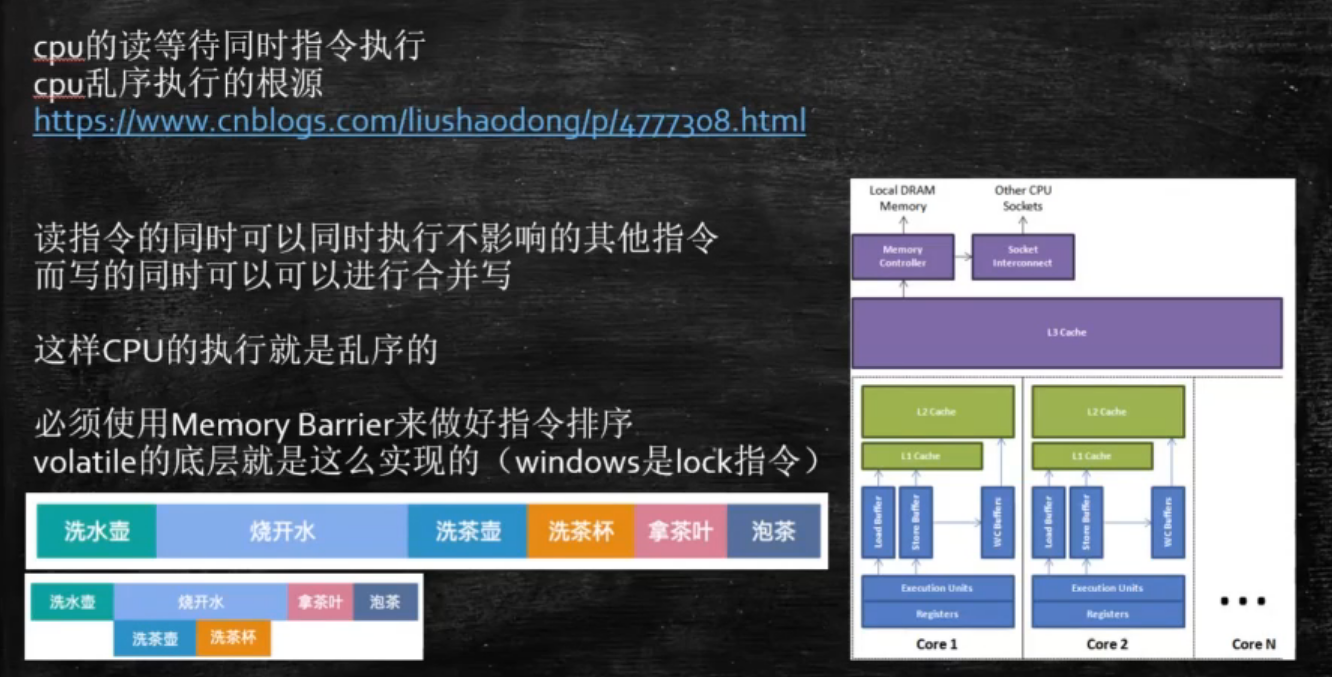 cpu的读等待同时指令执行
cpu乱序执行的根源
https://www.cnblogs.com/liushaodong/p/4777308.html
读指令的同时可以同时执行不影响的其他指令
而写的同时可以可以进行合并写
这样CPU的执行就是乱序的
必须使用Memory Barrier来做好指令排序
volatile的底层就是这么实现的（windows是lock指令）
洗水壶 烧开水 洗茶壶 洗茶杯 拿茶叶 泡茶
洗水壶 烧开水 拿茶叶 泡茶
洗茶壶 洗茶杯
Local DRAM Other CPU
Memory Sockets
Memory Socket
Controller Interconnect
L3 Cache
L2 Cache L2 Cache
L1 Cache L1 Cache
Load Buffer Store Buffer WC Buffers Load Buffer Store Buffer WC Buffers
Execution Units Execution Units
Registers Registers
Core 1 Core 2 Core N